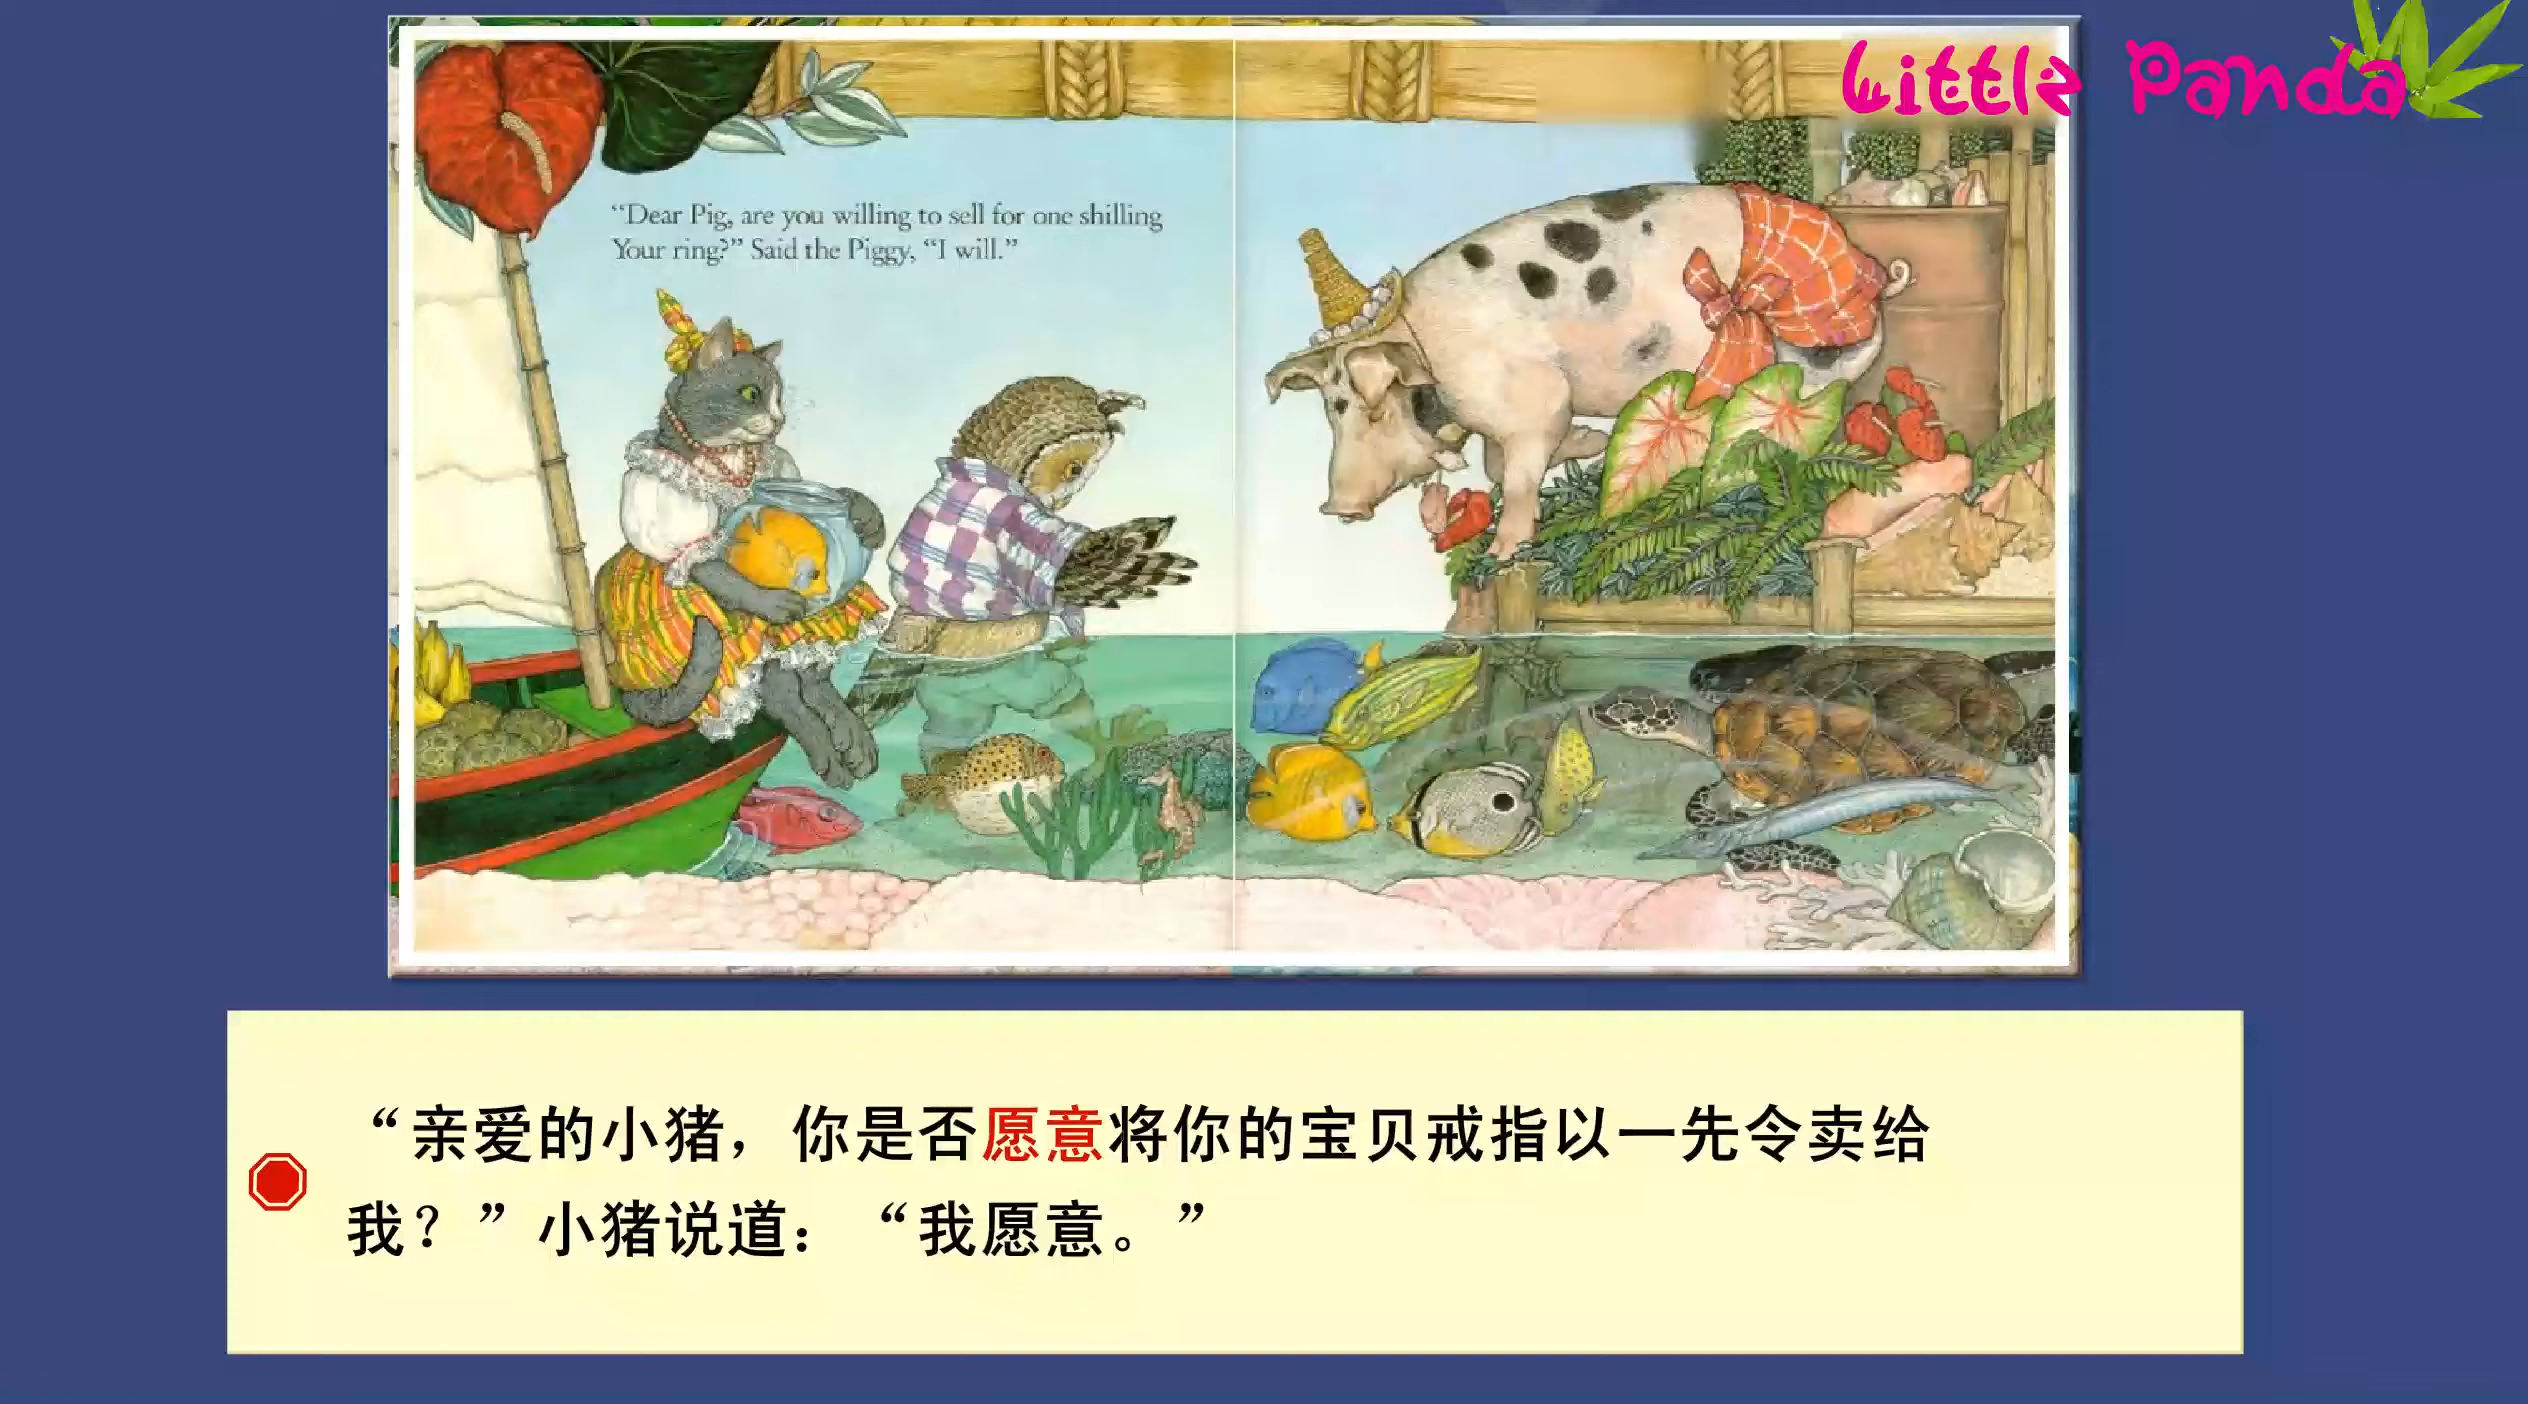 Little Panda
“Dear Pig, are you willing to sell for one shilling
Your ring?” Said the Piggy, “I will.”
“亲爱的小猪，你是否愿意将你的宝贝戒指以一先令卖给
我？”小猪说道：“我愿意。”